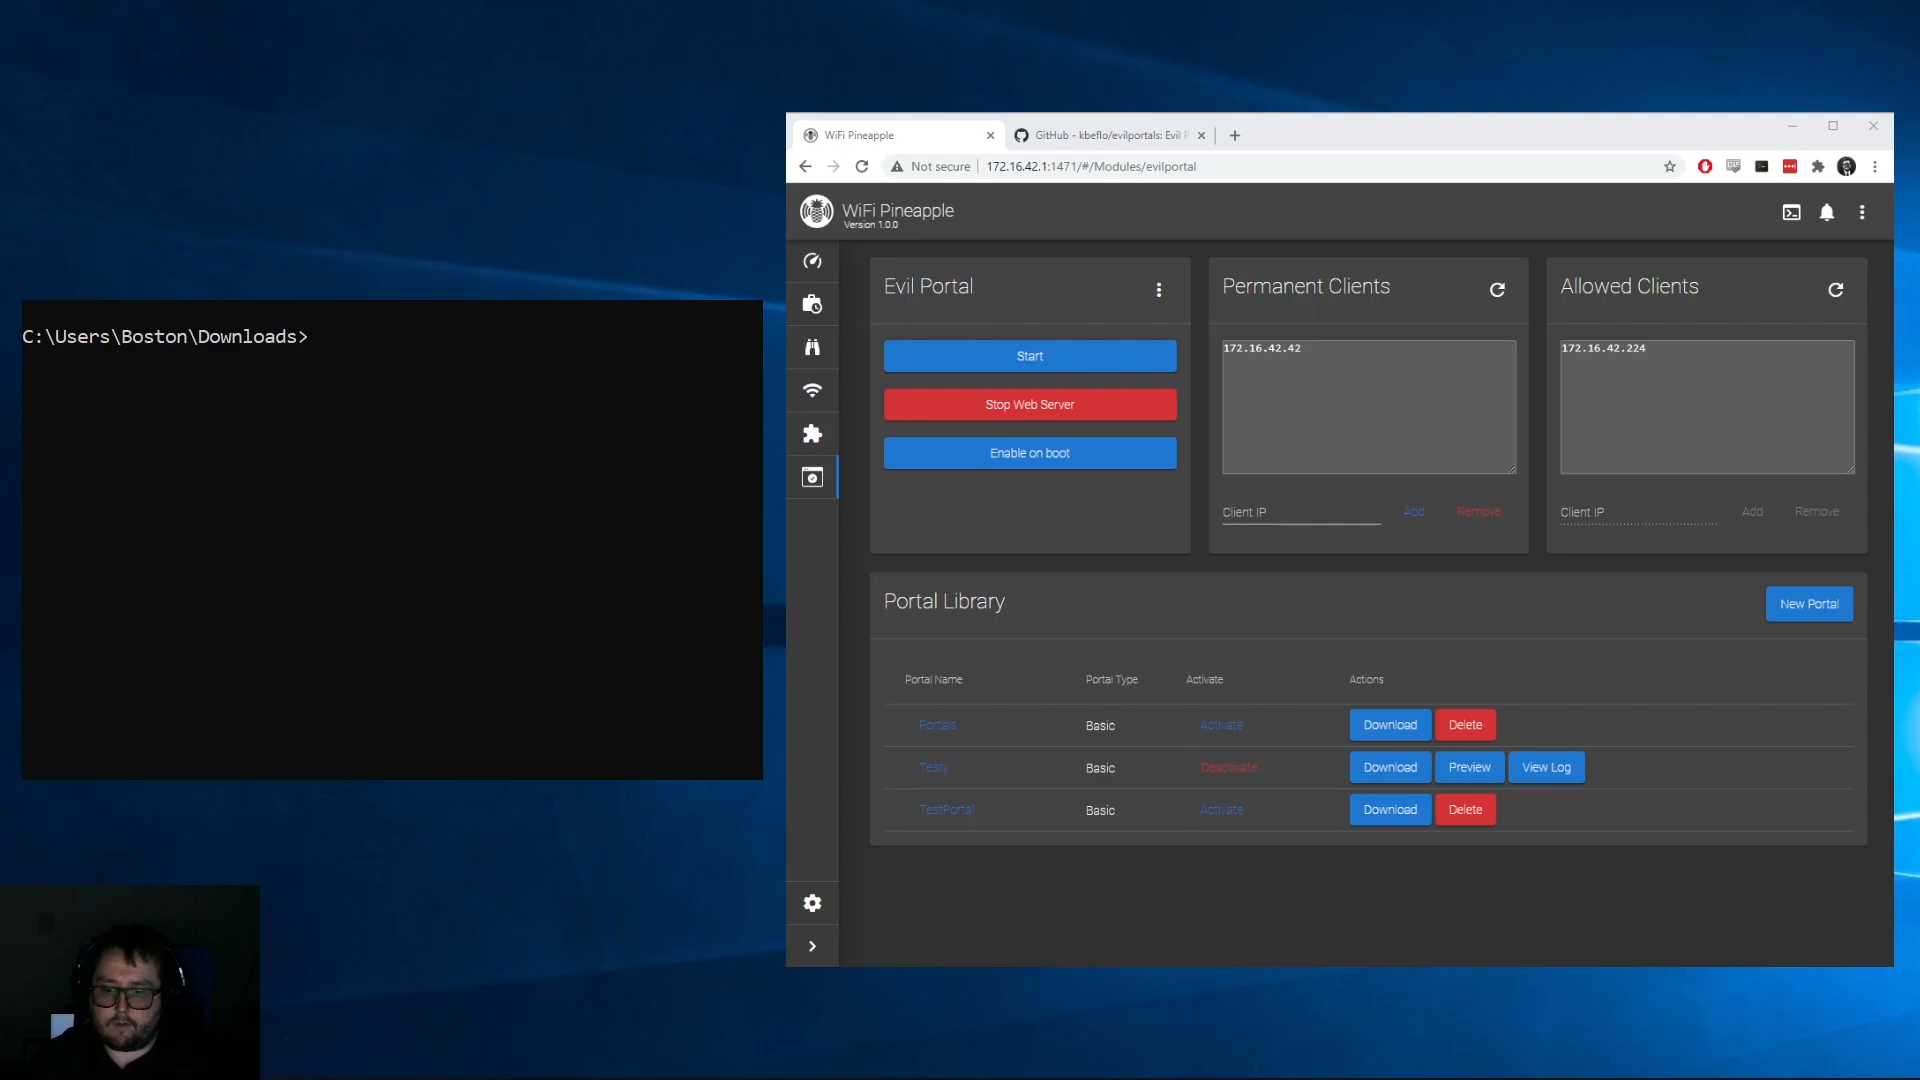 C:\Users\Boston\Downloads>
WiFi Pineapple
GitHub - kbeflo/evilportals: Evil P
Not secure
172.16.42.1:1471/#/Modules/evilportal
WiFi Pineapple
Version 1.0.0
Evil Portal
Start
Stop Web Server
Enable on boot
Permanent Clients
172.16.42.42
Client IP
Add
Remove
Allowed Clients
172.16.42.224
Client IP
Add
Remove
Portal Library
New Portal
Portal Name
Portal Type
Activate
Actions
Portals
Basic
Activate
Download
Delete
Testy
Basic
Deactivate
Download
Preview
View Log
TestPortal
Basic
Activate
Download
Delete